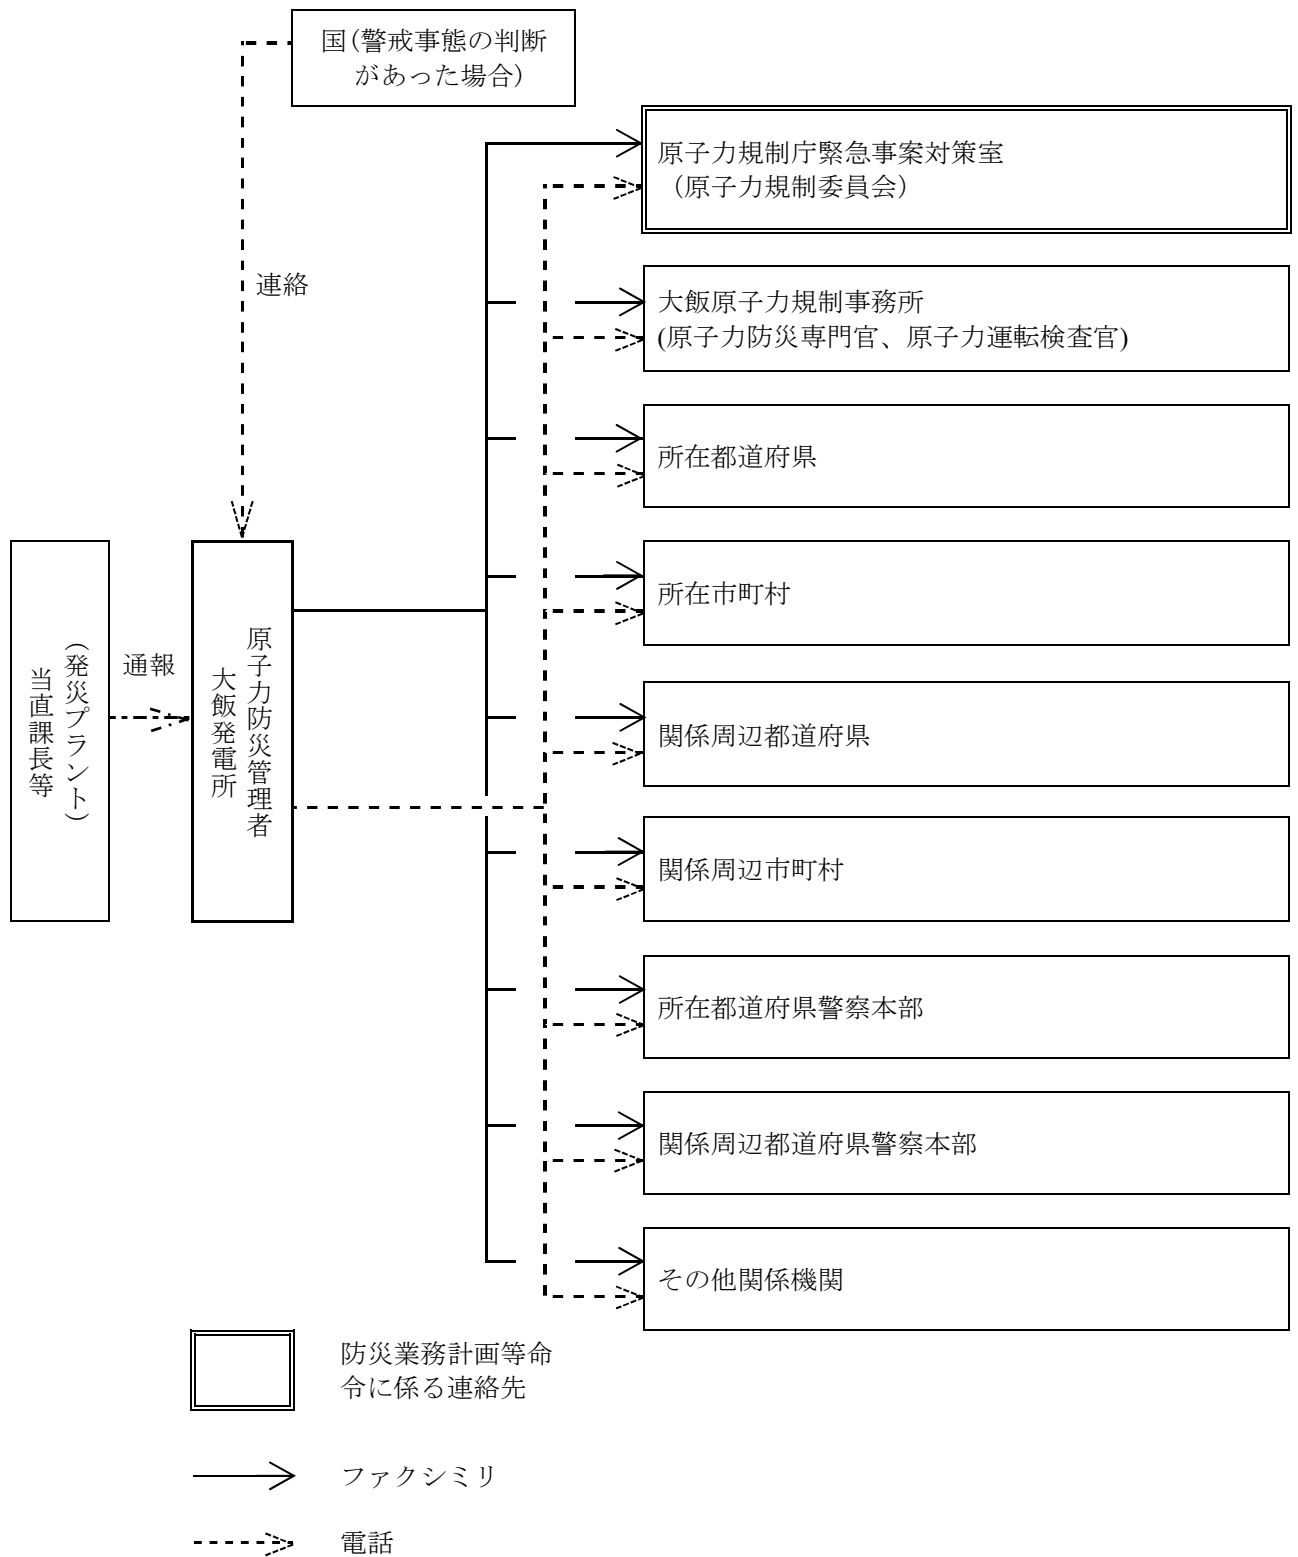 国(警戒事態の判断
があった場合）
原子力規制庁緊急事案対策室
（原子力規制委員会）
連絡
大飯原子力規制事務所
(原子力防災専門官、原子力運転検査官)
所在都道府県
所在市町村
（発災プラント）
当直課長等
通報
原子力防災管理者
大飯発電所
関係周辺都道府県
関係周辺市町村
所在都道府県警察本部
関係周辺都道府県警察本部
その他関係機関
防災業務計画等命
令に係る連絡先
ファクシミリ
電話